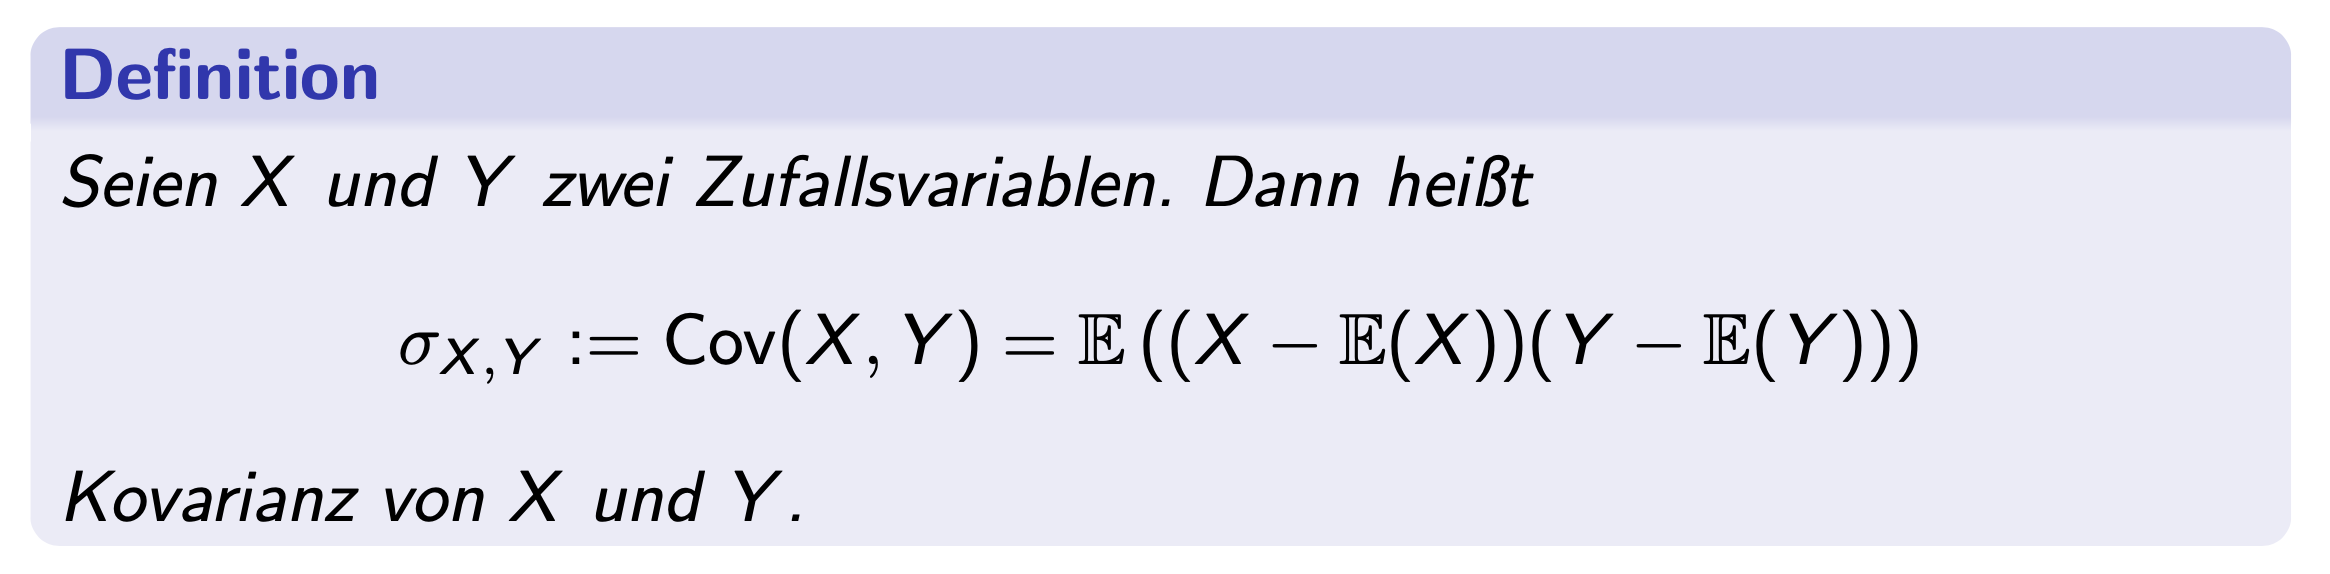 Definition
Seien X und Y zwei Zufallsvariablen. Dann heißt
σ_{X,Y} := Cov(X, Y) = 𝔼 ((X − 𝔼(X))(Y − 𝔼(Y)))
Kovarianz von X und Y.